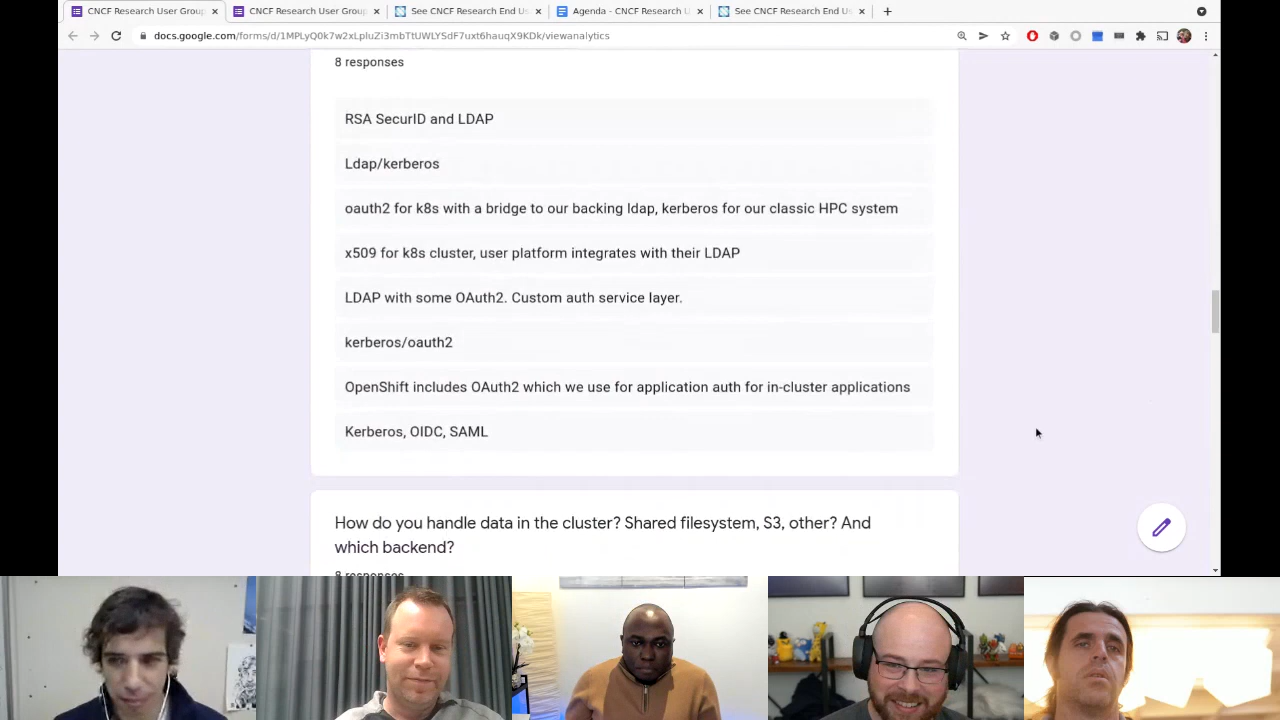 CNCF Research User Group
CNCF Research User Group
See CNCF Research End Us
Agenda - CNCF Research U
See CNCF Research End Us
docs.google.com/forms/d/1MPLyQ0k7w2xLpluZi3mbTtUWLYSdF7uxt6hauqX9KDk/viewanalytics
8 responses
RSA SecurID and LDAP
Ldap/kerberos
oauth2 for k8s with a bridge to our backing ldap, kerberos for our classic HPC system
x509 for k8s cluster, user platform integrates with their LDAP
LDAP with some OAuth2. Custom auth service layer.
kerberos/oauth2
OpenShift includes OAuth2 which we use for application auth for in-cluster applications
Kerberos, OIDC, SAML
How do you handle data in the cluster? Shared filesystem, S3, other? And
which backend?
8 responses